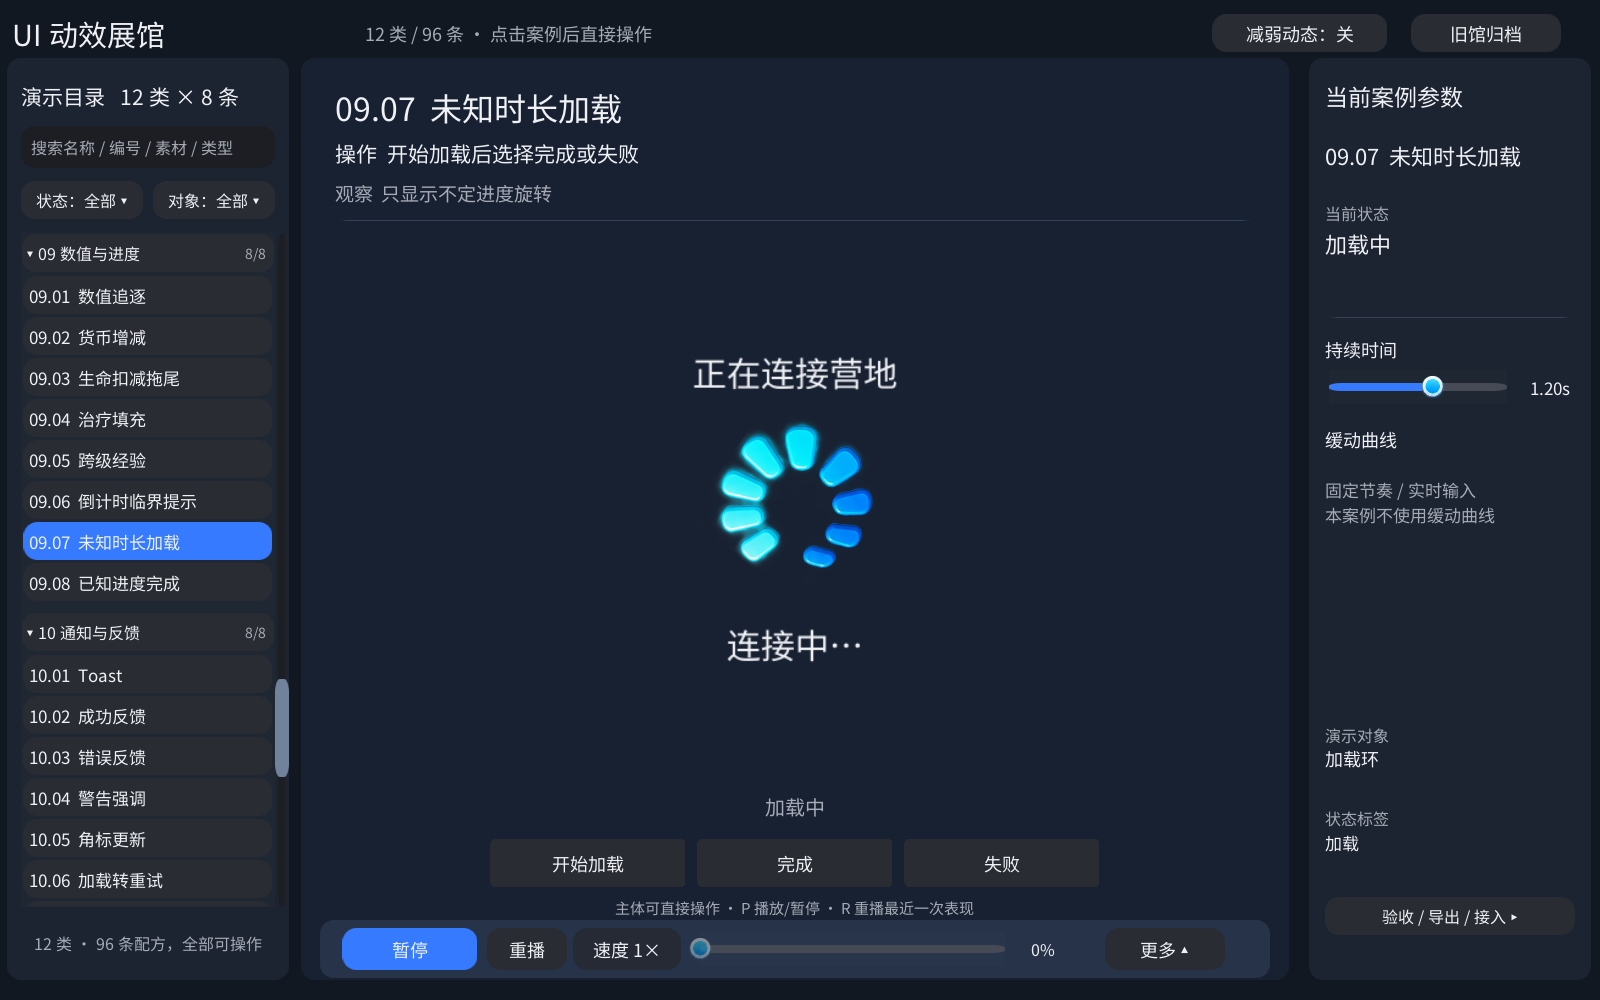 UI 动效展馆
12 类 / 96 条 · 点击案例后直接操作
减弱动态：关
旧馆归档
演示目录 12 类 × 8 条
搜索名称 / 编号 / 素材 / 类型
状态：全部 ▾
对象：全部 ▾
▾ 09 数值与进度 8/8
09.01 数值追逐
09.02 货币增减
09.03 生命扣减拖尾
09.04 治疗填充
09.05 跨级经验
09.06 倒计时临界提示
09.07 未知时长加载
09.08 已知进度完成
▾ 10 通知与反馈 8/8
10.01 Toast
10.02 成功反馈
10.03 错误反馈
10.04 警告强调
10.05 角标更新
10.06 加载转重试
12 类 · 96 条配方，全部可操作
09.07 未知时长加载
操作 开始加载后选择完成或失败
观察 只显示不定进度旋转
正在连接营地
连接中…
加载中
开始加载
完成
失败
主体可直接操作 · P 播放/暂停 · R 重播最近一次表现
暂停
重播
速度 1×
0%
更多 ▴
当前案例参数
09.07 未知时长加载
当前状态
加载中
持续时间
1.20s
缓动曲线
固定节奏 / 实时输入
本案例不使用缓动曲线
演示对象
加载环
状态标签
加载
验收 / 导出 / 接入 ▸